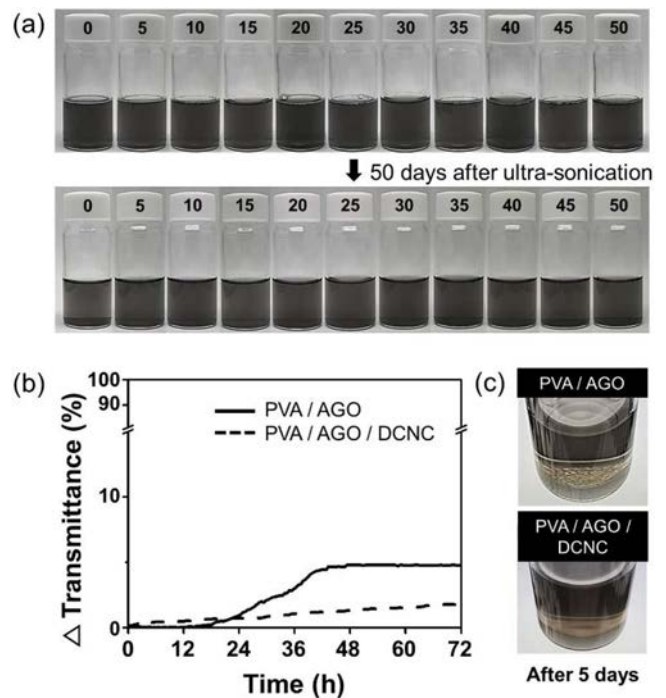 (a)
0 5 10 15 20 25 30 35 40 45 50
50 days after ultra-sonication
0 5 10 15 20 25 30 35 40 45 50
(b)
100
90
10
0
△ Transmittance (%)
PVA / AGO
PVA / AGO / DCNC
0 12 24 36 48 60 72
Time (h)
(c)
PVA / AGO
PVA / AGO /
DCNC
After 5 days